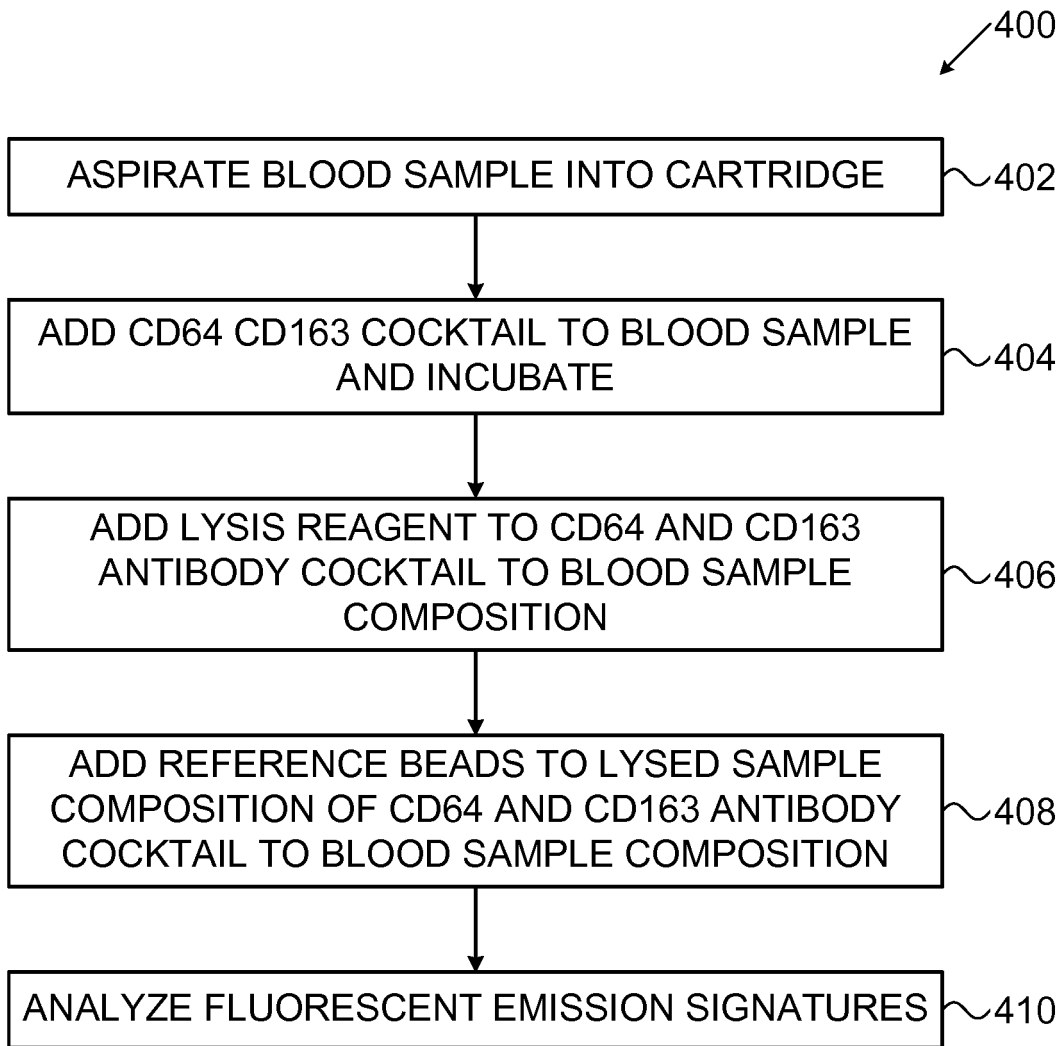 400
ASPIRATE BLOOD SAMPLE INTO CARTRIDGE
402
ADD CD64 CD163 COCKTAIL TO BLOOD SAMPLE
AND INCUBATE
404
ADD LYSIS REAGENT TO CD64 AND CD163
ANTIBODY COCKTAIL TO BLOOD SAMPLE
COMPOSITION
406
ADD REFERENCE BEADS TO LYSED SAMPLE
COMPOSITION OF CD64 AND CD163 ANTIBODY
COCKTAIL TO BLOOD SAMPLE COMPOSITION
408
ANALYZE FLUORESCENT EMISSION SIGNATURES
410